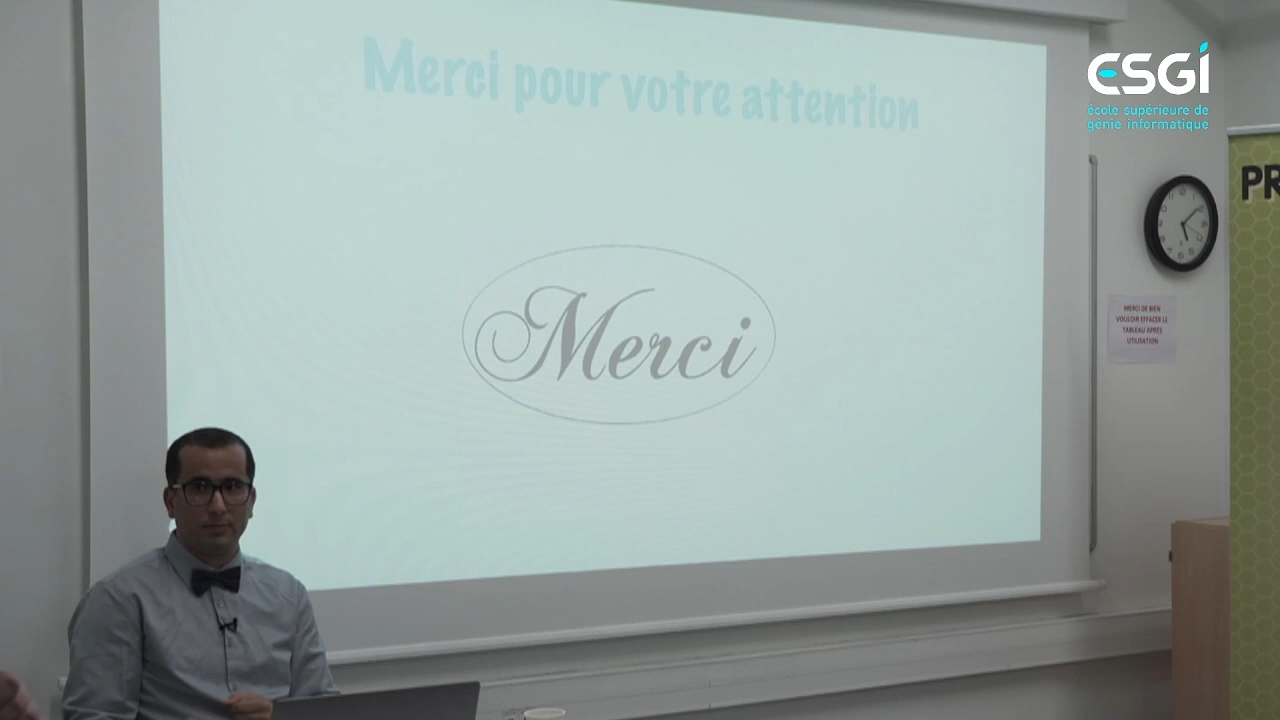 Merci pour votre attention
Merci
ESGI
école supérieure de
génie informatique
PR
MERCI DE BIEN
VOULOIR EFFACER LE
TABLEAU APRES
UTILISATION